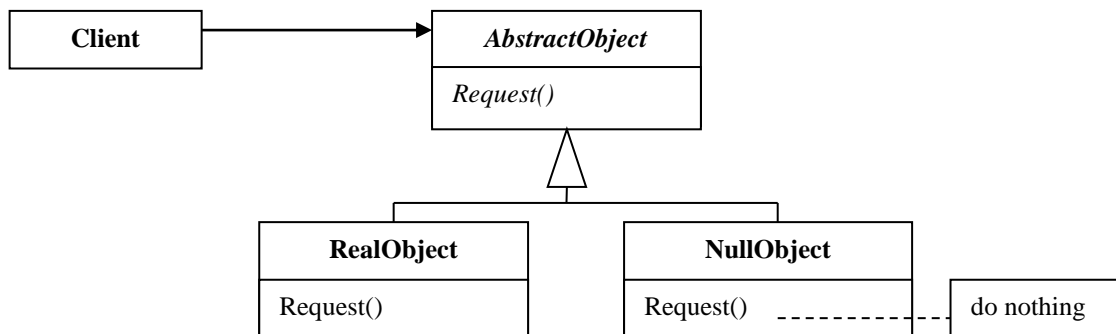 Client
AbstractObject
Request()
RealObject
NullObject
Request()
Request()
do nothing